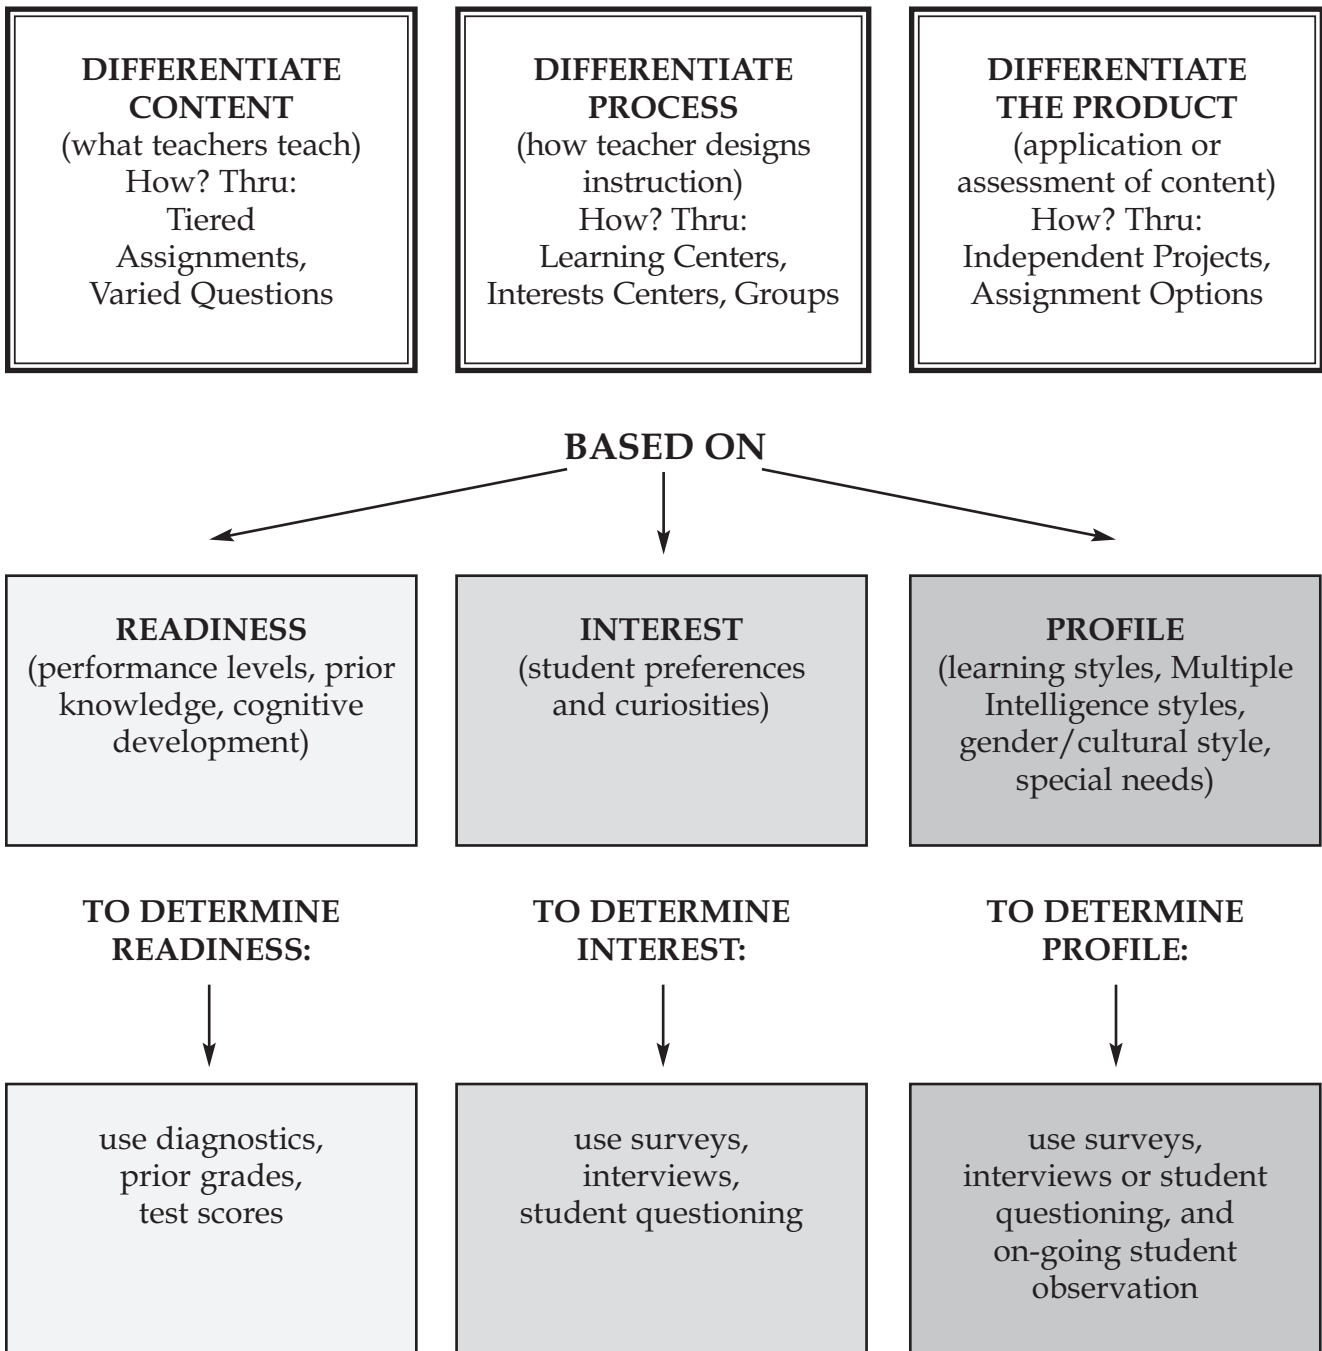 DIFFERENTIATE
CONTENT
(what teachers teach)
How? Thru:
Tiered
Assignments,
Varied Questions
DIFFERENTIATE
PROCESS
(how teacher designs
instruction)
How? Thru:
Learning Centers,
Interests Centers, Groups
DIFFERENTIATE
THE PRODUCT
(application or
assessment of content)
How? Thru:
Independent Projects,
Assignment Options
BASED ON
READINESS
(performance levels, prior
knowledge, cognitive
development)
INTEREST
(student preferences
and curiosities)
PROFILE
(learning styles, Multiple
Intelligence styles,
gender/cultural style,
special needs)
TO DETERMINE
READINESS:
TO DETERMINE
INTEREST:
TO DETERMINE
PROFILE:
use diagnostics,
prior grades,
test scores
use surveys,
interviews,
student questioning
use surveys,
interviews or student
questioning, and
on-going student
observation